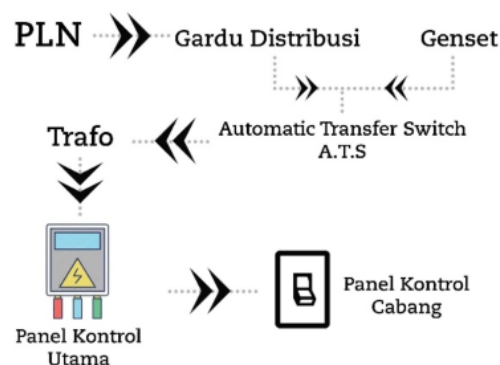 PLN
Gardu Distribusi
Genset
Trafo
Automatic Transfer Switch
A.T.S
Panel Kontrol
Utama
Panel Kontrol
Cabang